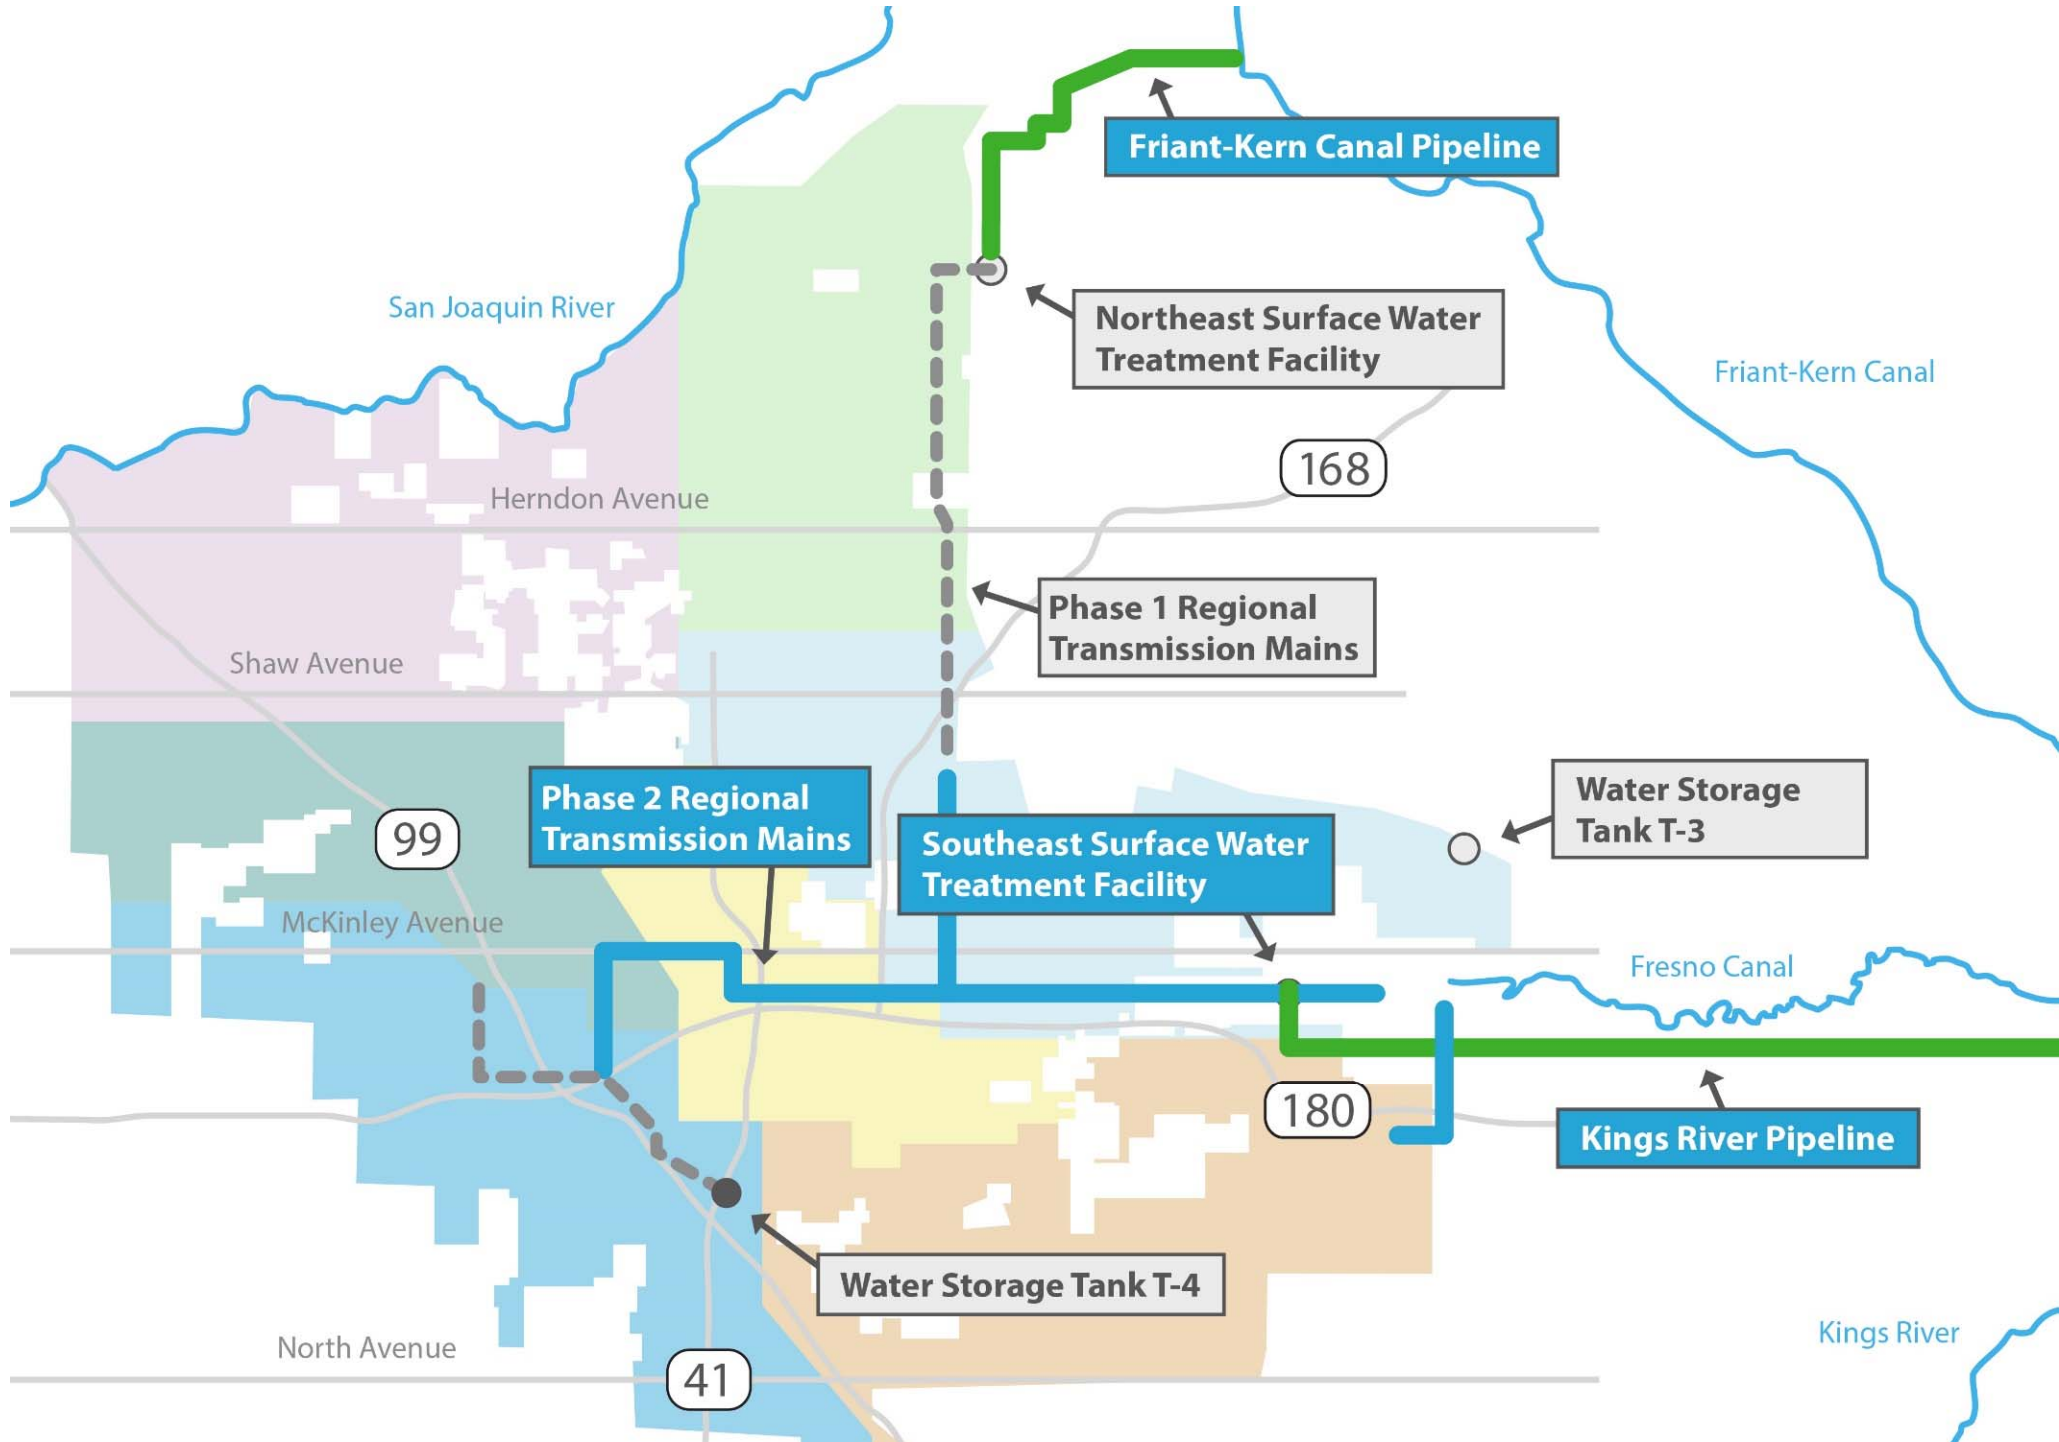 Friant-Kern Canal Pipeline
San Joaquin River
Northeast Surface Water
Treatment Facility
Friant-Kern Canal
168
Herndon Avenue
Phase 1 Regional
Transmission Mains
Shaw Avenue
Phase 2 Regional
Transmission Mains
99
Southeast Surface Water
Treatment Facility
Water Storage
Tank T-3
McKinley Avenue
Fresno Canal
180
Kings River Pipeline
Water Storage Tank T-4
North Avenue
41
Kings River